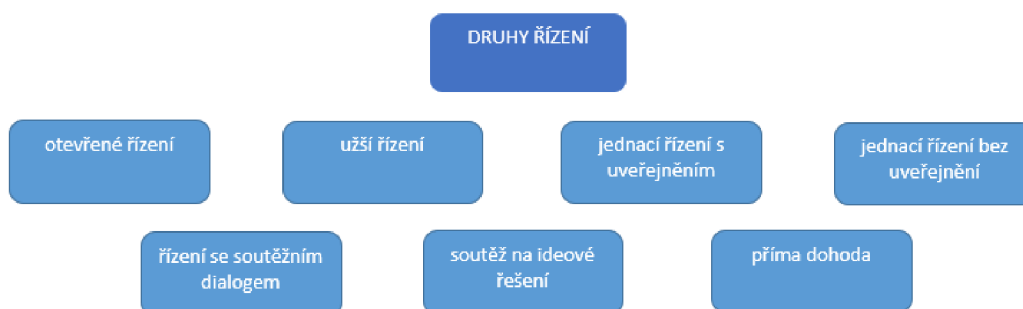 DRUHY ŘÍZENÍ
otevřené řízení
užší řízení
jednací řízení s
uveřejněním
jednací řízení bez
uveřejnění
řízení se soutěžním
dialogem
soutěž na ideové
řešení
příma dohoda